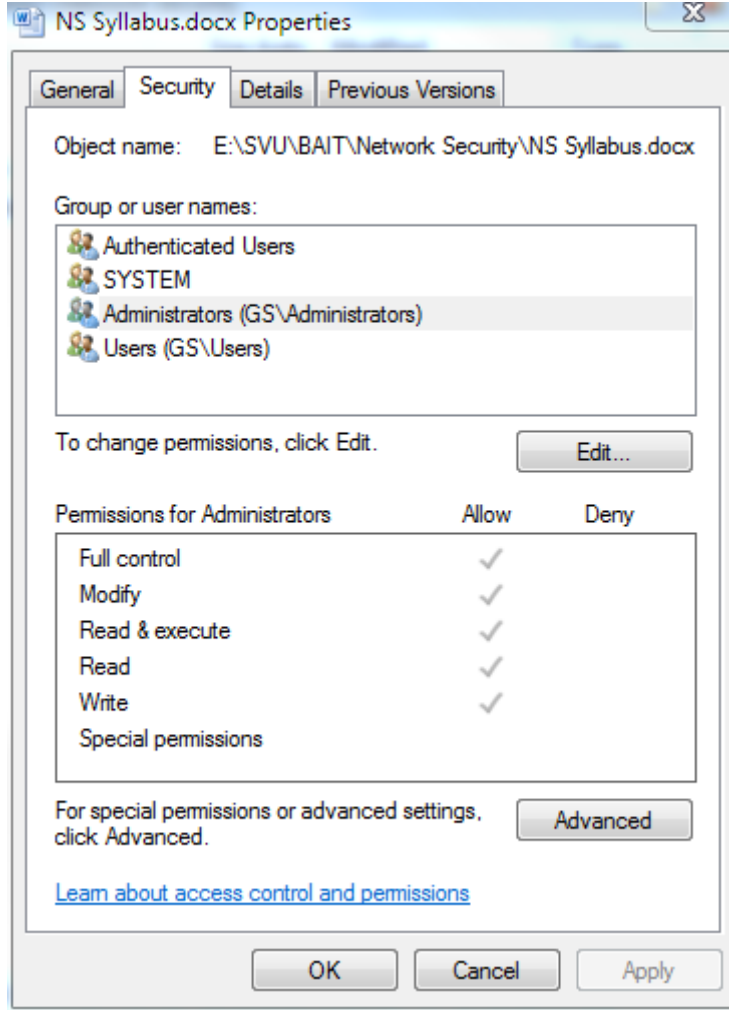 NS Syllabus.docx Properties
General Security Details Previous Versions
Object name: E:\SVU\BAIT\Network Security\NS Syllabus.docx
Group or user names:
Authenticated Users
SYSTEM
Administrators (GS\Administrators)
Users (GS\Users)
To change permissions, click Edit.
Edit...
Permissions for Administrators Allow Deny
Full control
Modify
Read & execute
Read
Write
Special permissions
For special permissions or advanced settings,
click Advanced.
Advanced
Learn about access control and permissions
OK Cancel Apply